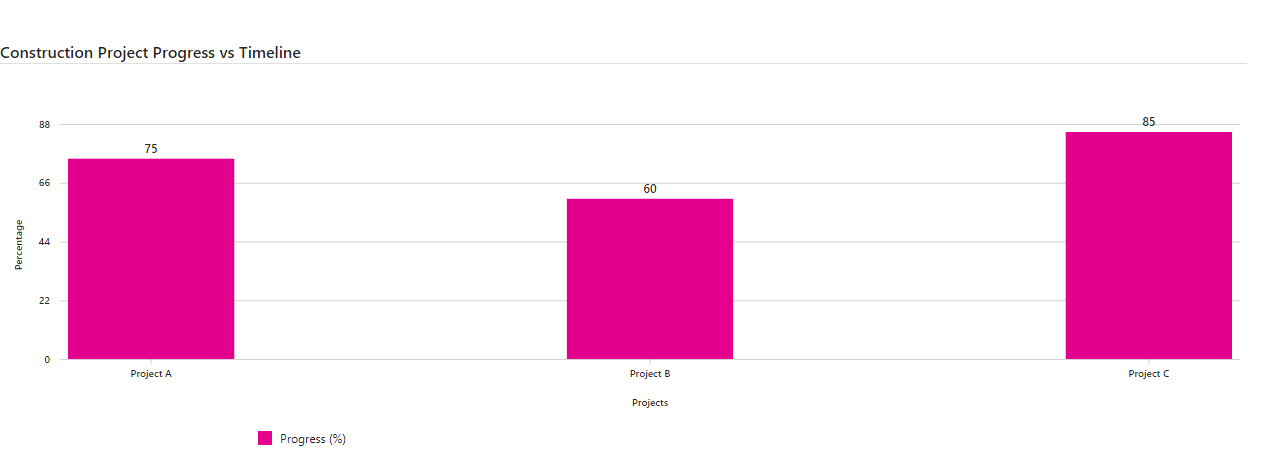 Construction Project Progress vs Timeline
88
66
44
22
0
Percentage
75
60
85
Project A
Project B
Project C
Projects
Progress (%)